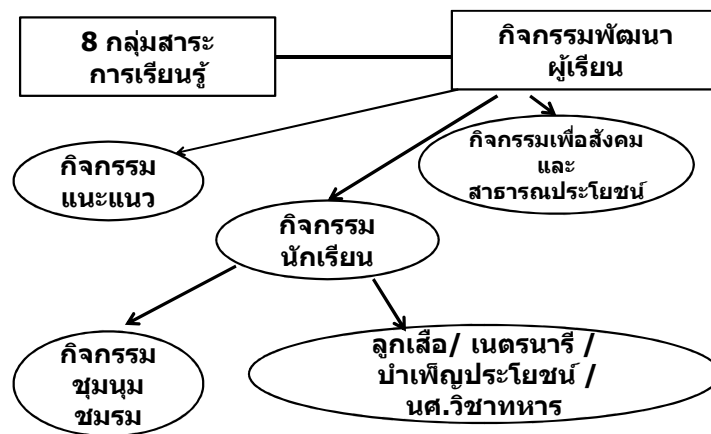 8 กลุ่มสาระ
การเรียนรู้
กิจกรรมพัฒนา
ผู้เรียน
กิจกรรม
แนะแนว
กิจกรรมเพื่อสังคม
และ
สาธารณประโยชน์
กิจกรรม
นักเรียน
กิจกรรม
ชุมนุม
ชมรม
ลูกเสือ/ เนตรนารี /
บำเพ็ญประโยชน์ /
นศ.วิชาทหาร